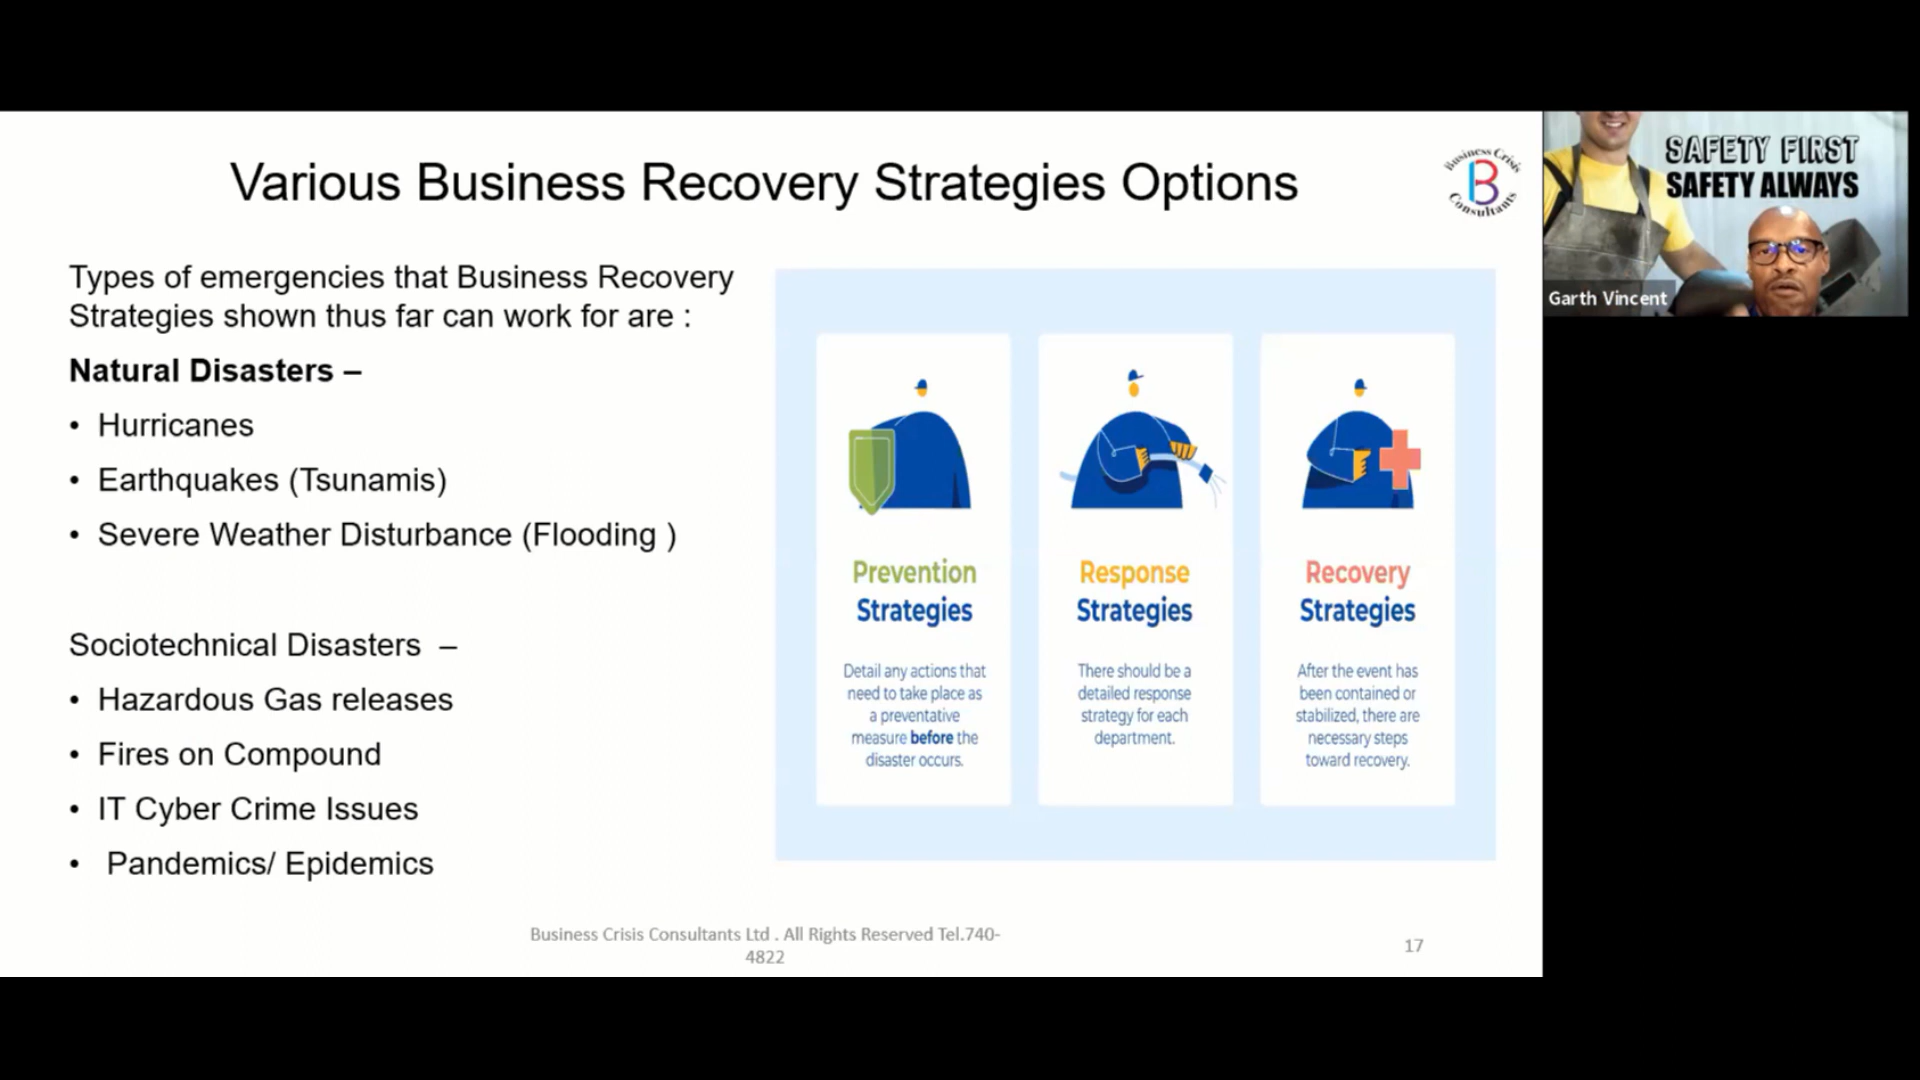 Various Business Recovery Strategies Options
Business Crisis
B
Consultants
SAFETY FIRST
SAFETY ALWAYS
Garth Vincent
Types of emergencies that Business Recovery
Strategies shown thus far can work for are :
Natural Disasters –
• Hurricanes
• Earthquakes (Tsunamis)
• Severe Weather Disturbance (Flooding )
Sociotechnical Disasters –
• Hazardous Gas releases
• Fires on Compound
• IT Cyber Crime Issues
• Pandemics/ Epidemics
Prevention
Strategies
Detail any actions that
need to take place as
a preventative
measure before the
disaster occurs.
Response
Strategies
There should be a
detailed response
strategy for each
department.
Recovery
Strategies
After the event has
been contained or
stabilized, there are
necessary steps
toward recovery.
Business Crisis Consultants Ltd . All Rights Reserved Tel.740-
4822
17